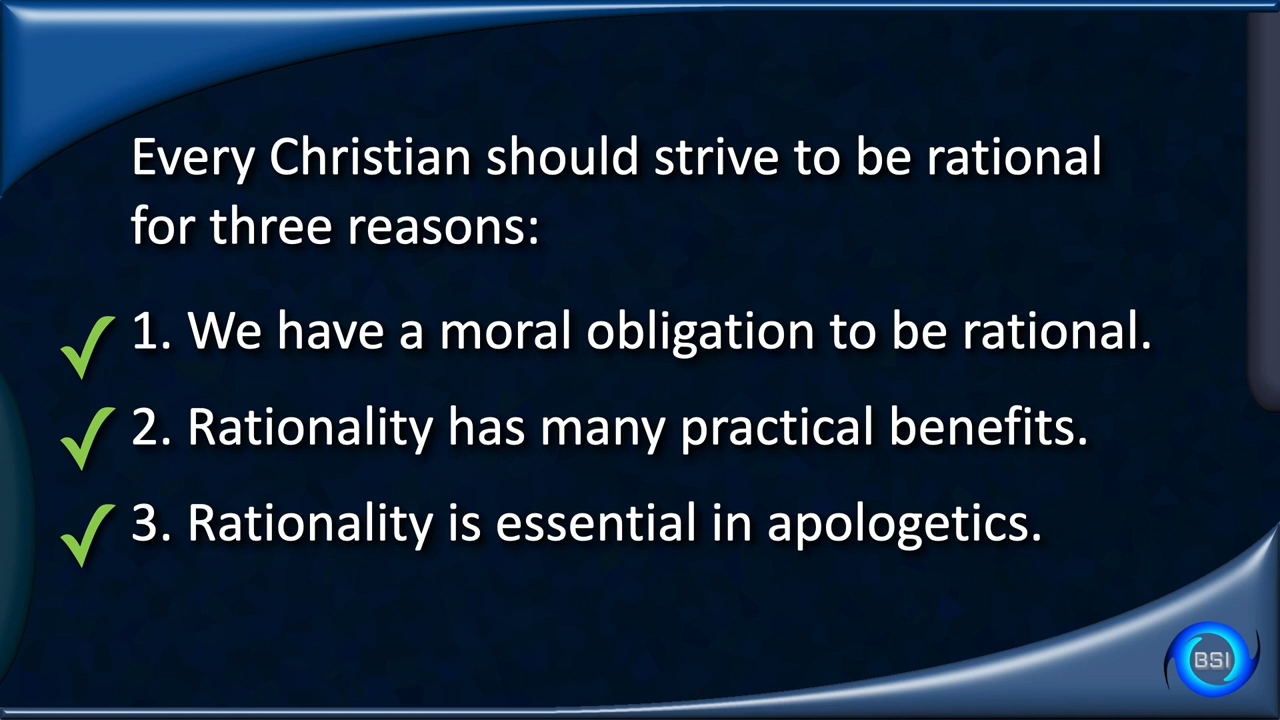 Every Christian should strive to be rational
for three reasons:
1. We have a moral obligation to be rational.
2. Rationality has many practical benefits.
3. Rationality is essential in apologetics.
BSI